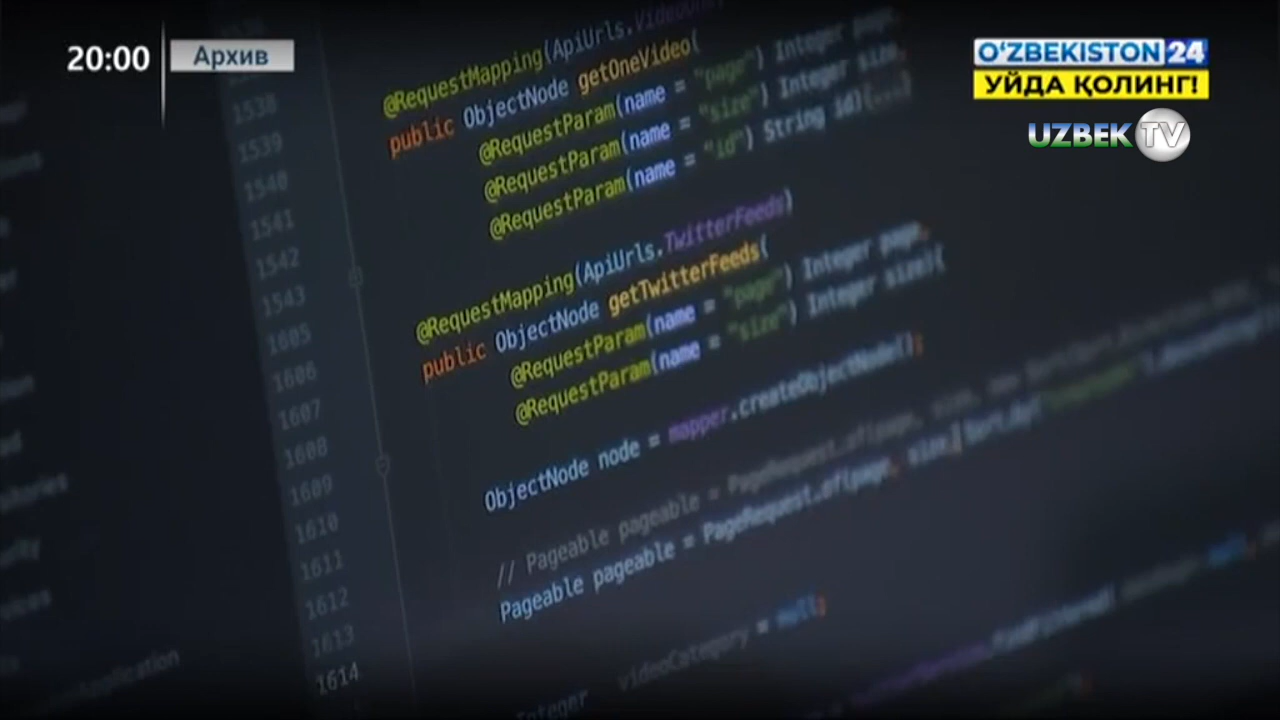 20:00
Архив
O‘ZBEKISTON 24
УЙДА ҚОЛИНГ!
UZBEK TV
@RequestMapping(ApiUrls.
public ObjectNode getOneVideo(
@RequestParam(name = "page") Integer page,
@RequestParam(name = "size") Integer size,
@RequestParam(name = "id") String id){...}
@RequestMapping(ApiUrls.TwitterFeeds)
public ObjectNode getTwitterFeeds(
@RequestParam(name = "page") Integer page,
@RequestParam(name = "size") Integer size){
ObjectNode node = mapper.createObjectNode();
// Pageable pageable = PageRequest.of(page, size,
Pageable pageable = PageRequest.of(page, size, Sort.by(
videoCategory = null;
Integer
1538
1539
1540
1541
1542
1543
1605
1606
1607
1608
1609
1610
1611
1612
1613
1614